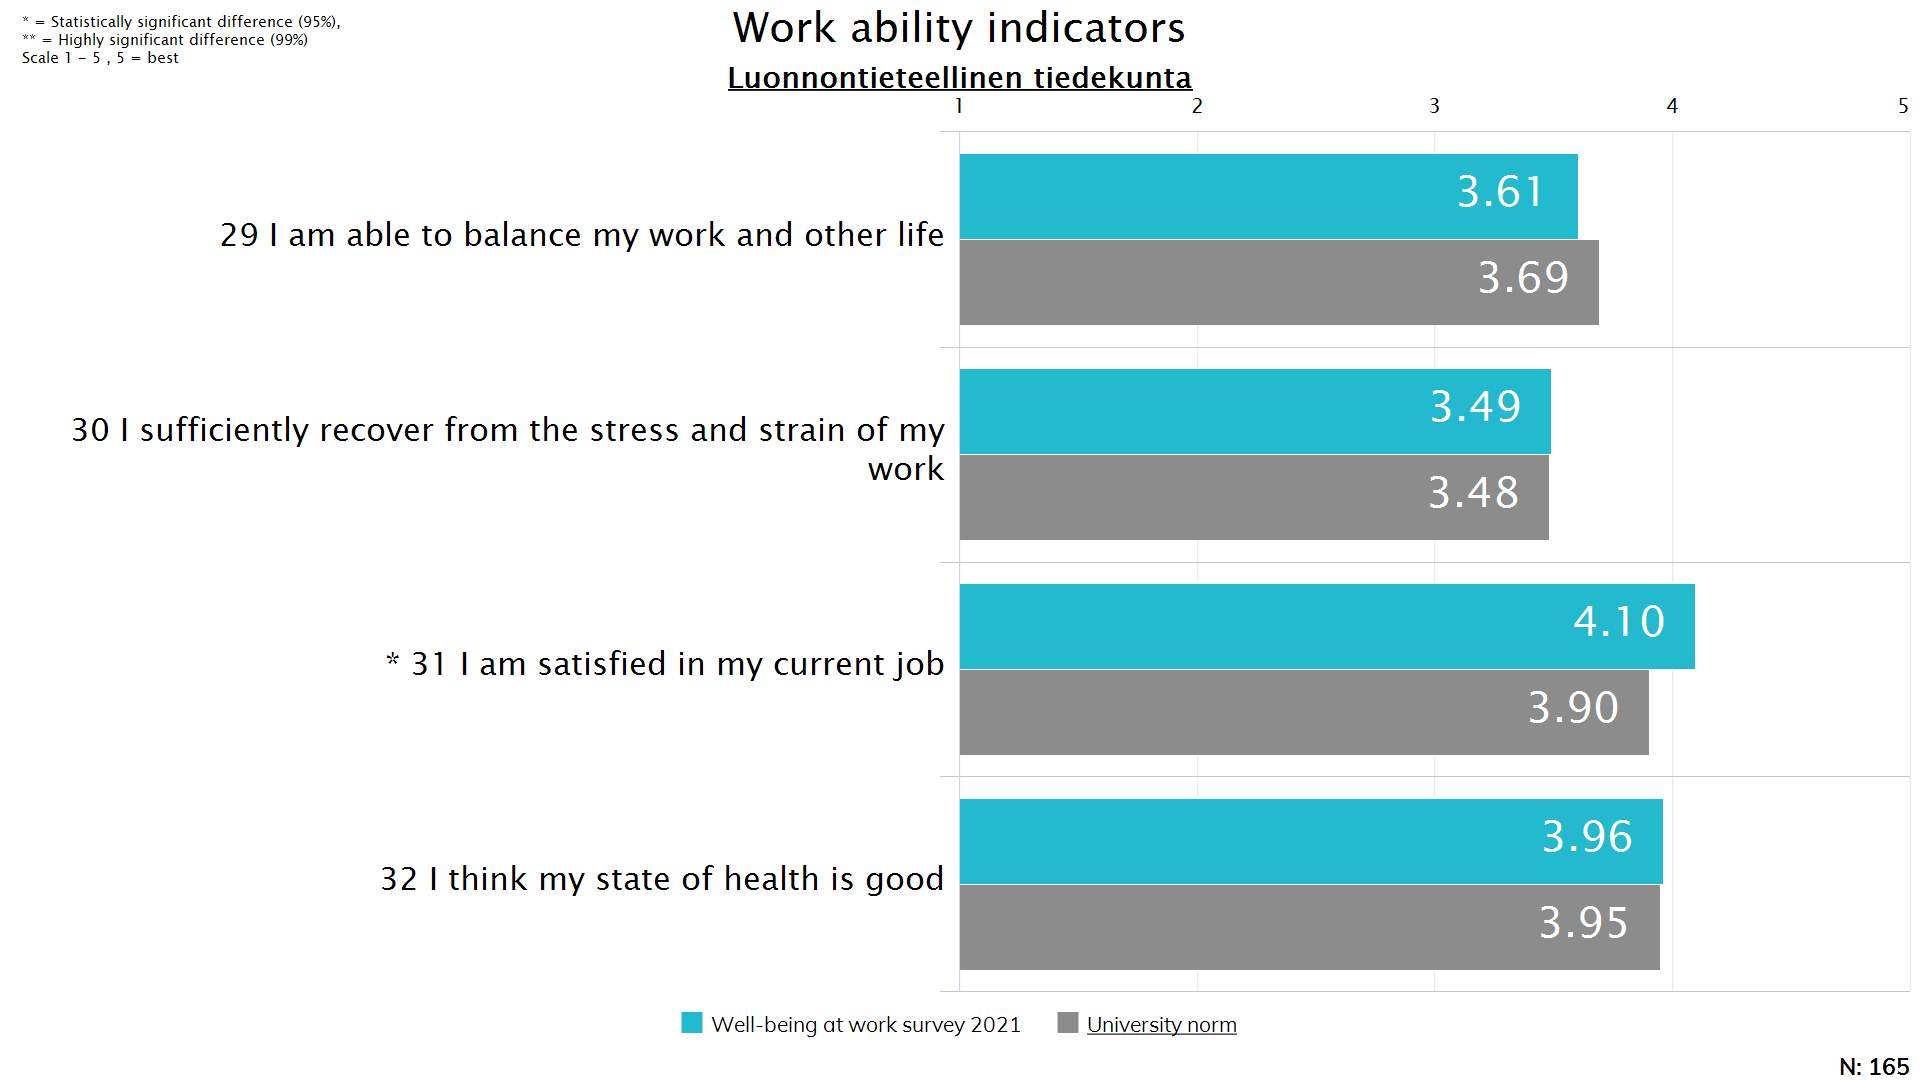 * = Statistically significant difference (95%),
** = Highly significant difference (99%)
Scale 1 - 5 , 5 = best
Work ability indicators
Luonnontieteellinen tiedekunta
1 2 3 4 5
29 I am able to balance my work and other life
3.61
3.69
30 I sufficiently recover from the stress and strain of my
work
3.49
3.48
* 31 I am satisfied in my current job
4.10
3.90
32 I think my state of health is good
3.96
3.95
Well-being at work survey 2021 University norm
N: 165